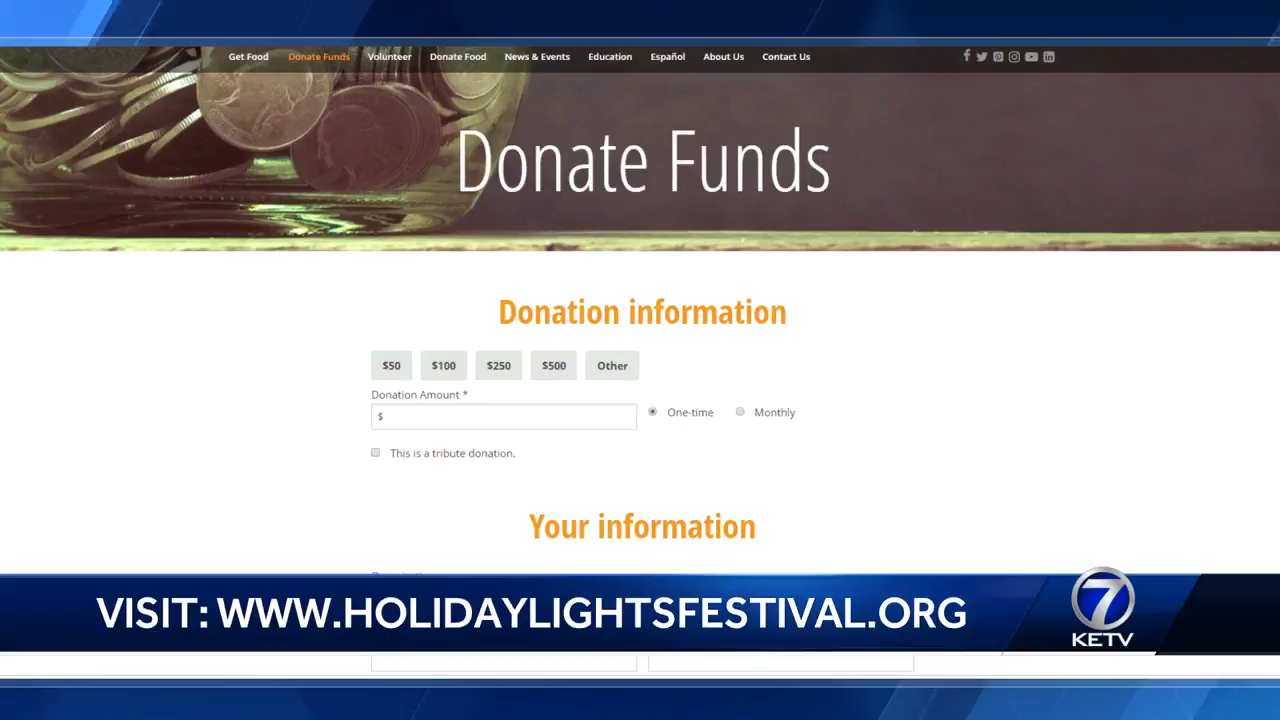 Get Food Donate Funds Volunteer Donate Food News & Events Education Español About Us Contact Us
Donate Funds
Donation information
$50 $100 $250 $500 Other
Donation Amount *
$ One-time Monthly
This is a tribute donation.
Your information
VISIT: WWW.HOLIDAYLIGHTSFESTIVAL.ORG
7
KETV